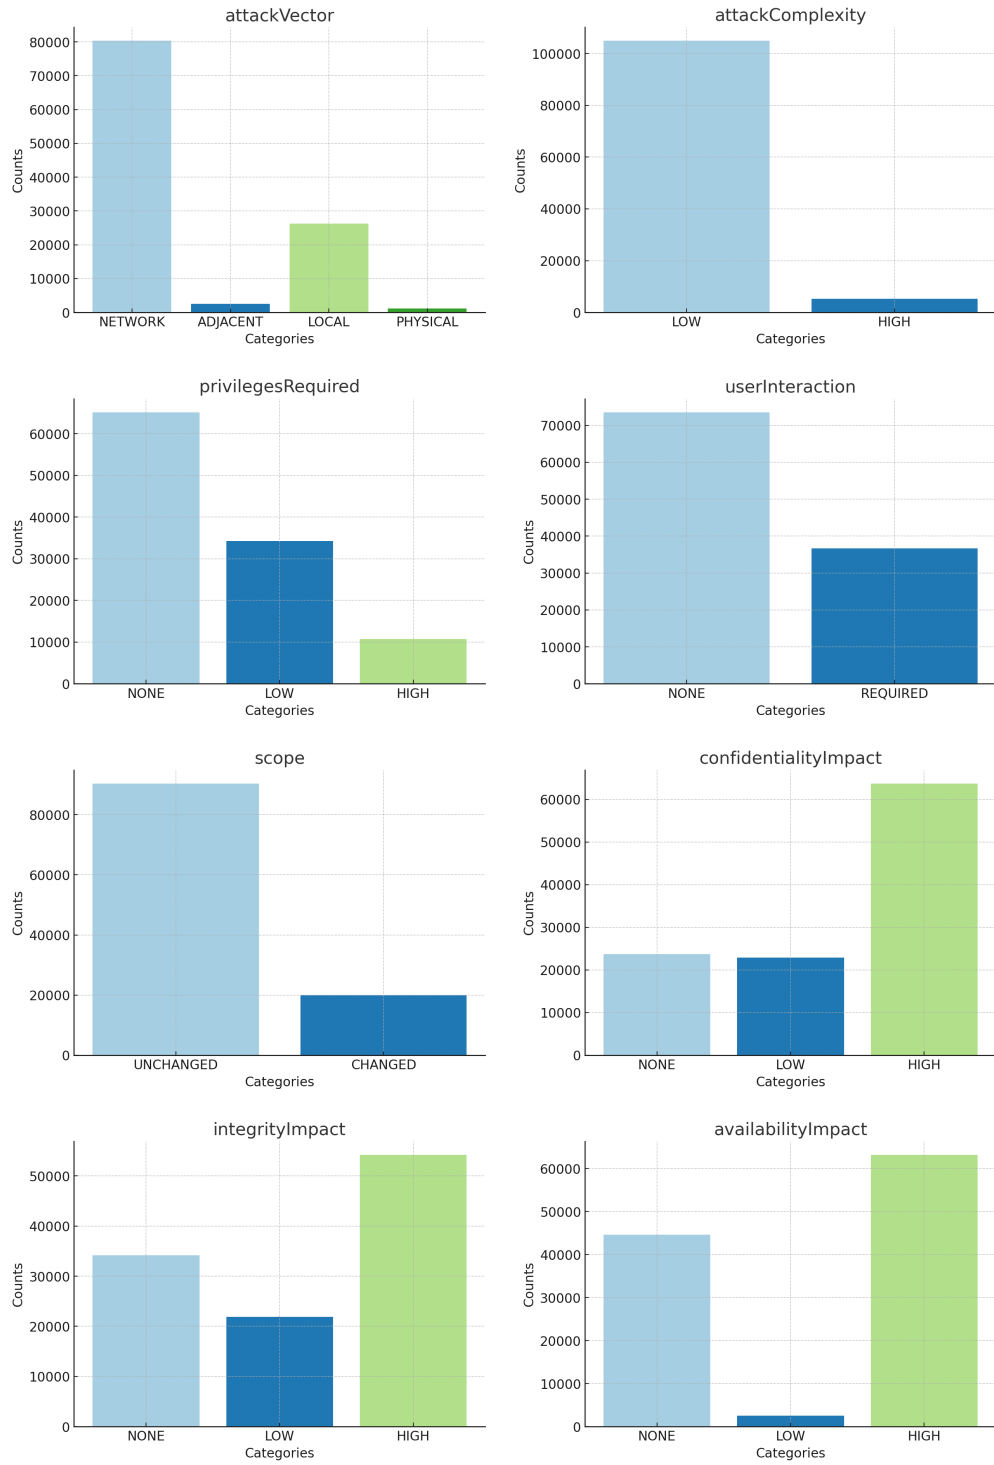 attackVector
80000
70000
60000
50000
40000
30000
20000
10000
0
Counts
NETWORK ADJACENT LOCAL PHYSICAL
Categories
attackComplexity
100000
80000
60000
40000
20000
0
Counts
LOW HIGH
Categories
privilegesRequired
60000
50000
40000
30000
20000
10000
0
Counts
NONE LOW HIGH
Categories
userInteraction
70000
60000
50000
40000
30000
20000
10000
0
Counts
NONE REQUIRED
Categories
scope
80000
60000
40000
20000
0
Counts
UNCHANGED CHANGED
Categories
confidentialityImpact
60000
50000
40000
30000
20000
10000
0
Counts
NONE LOW HIGH
Categories
integrityImpact
50000
40000
30000
20000
10000
0
Counts
NONE LOW HIGH
Categories
availabilityImpact
60000
50000
40000
30000
20000
10000
0
Counts
NONE LOW HIGH
Categories